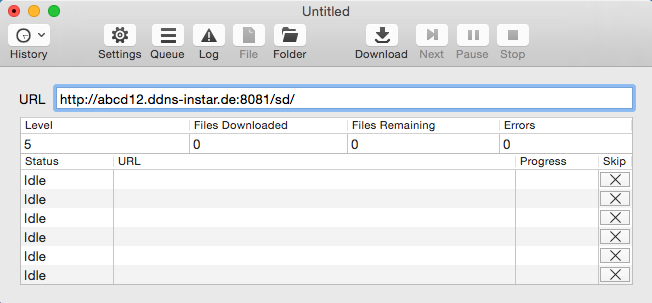 Untitled
History Settings Queue Log File Folder Download Next Pause Stop
URL http://abcd12.ddns-instar.de:8081/sd/
Level Files Downloaded Files Remaining Errors
5 0 0 0
Status URL Progress Skip
Idle
Idle
Idle
Idle
Idle
Idle